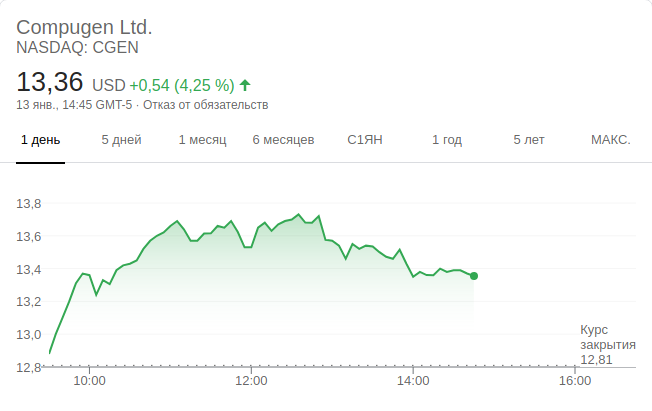 Compugen Ltd.
NASDAQ: CGEN
13,36 USD +0,54 (4,25 %)
13 янв., 14:45 GMT-5 · Отказ от обязательств
1 день 5 дней 1 месяц 6 месяцев С1ЯН 1 год 5 лет МАКС.
13,8
13,6
13,4
13,2
13,0
12,8
Курс
закрытия
12,81
10:00 12:00 14:00 16:00